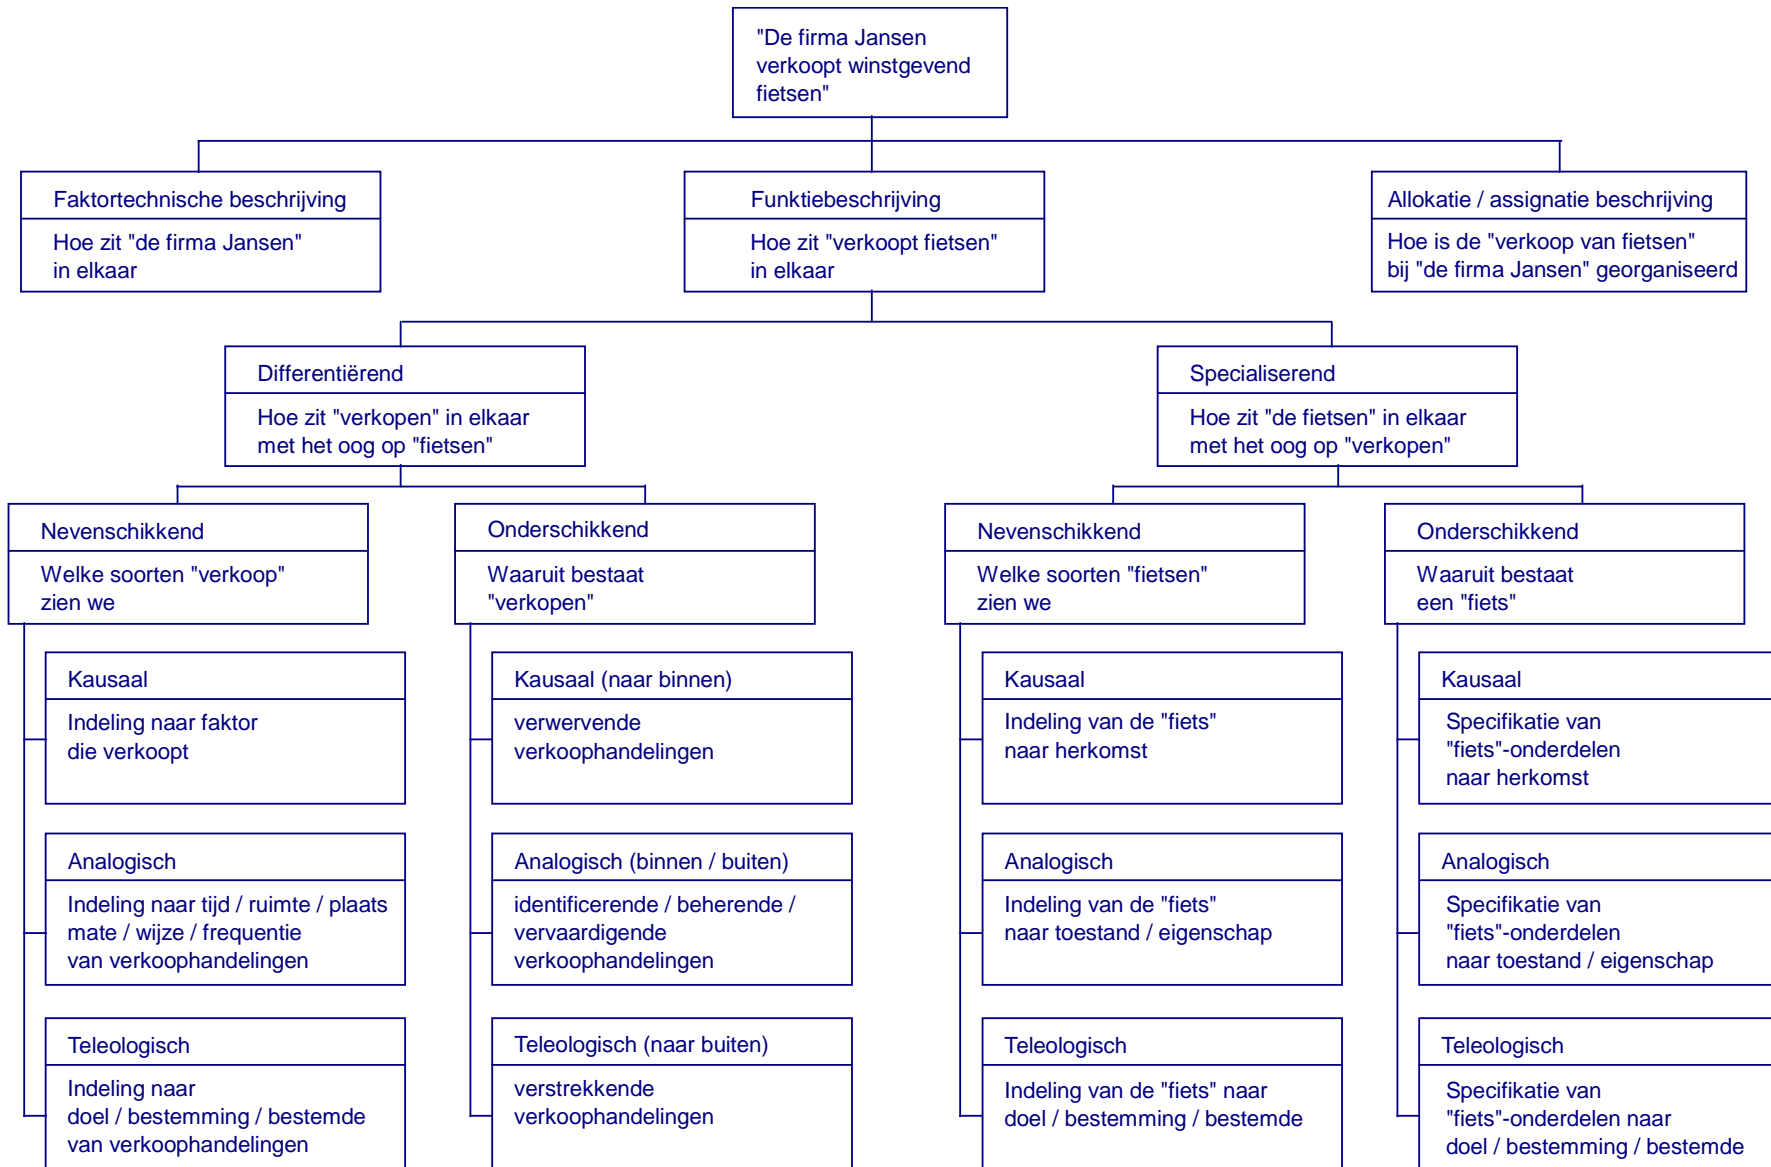 "De firma Jansen
verkoopt winstgevend
fietsen"
Faktortechnische beschrijving
Hoe zit "de firma Jansen"
in elkaar
Funktiebeschrijving
Hoe zit "verkoopt fietsen"
in elkaar
Allokatie / assignatie beschrijving
Hoe is de "verkoop van fietsen"
bij "de firma Jansen" georganiseerd
Differentiërend
Hoe zit "verkopen" in elkaar
met het oog op "fietsen"
Specialiserend
Hoe zit "de fietsen" in elkaar
met het oog op "verkopen"
Nevenschikkend
Welke soorten "verkoop"
zien we
Kausaal
Indeling naar faktor
die verkoopt
Analogisch
Indeling naar tijd / ruimte / plaats
mate / wijze / frequentie
van verkoophandelingen
Teleologisch
Indeling naar
doel / bestemming / bestemde
van verkoophandelingen
Onderschikkend
Waaruit bestaat
"verkopen"
Kausaal (naar binnen)
verwervende
verkoophandelingen
Analogisch (binnen / buiten)
identificerende / beherende /
vervaardigende
verkoophandelingen
Teleologisch (naar buiten)
verstrekkende
verkoophandelingen
Nevenschikkend
Welke soorten "fietsen"
zien we
Kausaal
Indeling van de "fiets"
naar herkomst
Analogisch
Indeling van de "fiets"
naar toestand / eigenschap
Teleologisch
Indeling van de "fiets" naar
doel / bestemming / bestemde
Onderschikkend
Waaruit bestaat
een "fiets"
Kausaal
Specifikatie van
"fiets"-onderdelen
naar herkomst
Analogisch
Specifikatie van
"fiets"-onderdelen
naar toestand / eigenschap
Teleologisch
Specifikatie van
"fiets"-onderdelen naar
doel / bestemming / bestemde